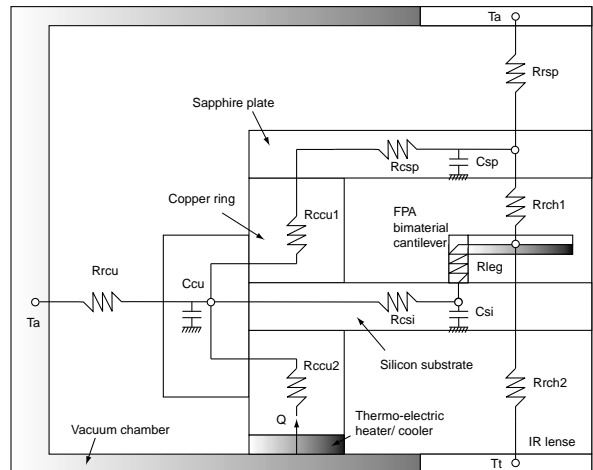 Ta
Rrsp
Sapphire plate
Rcsp
Csp
Copper ring
Rccu1
FPA
bimaterial
cantilever
Rrch1
Rleg
Rrcu
Ccu
Ta
Rcsi
Csi
Silicon substrate
Rccu2
Rrch2
Q
Thermo-electric
heater/ cooler
Vacuum chamber
IR lense
Tt